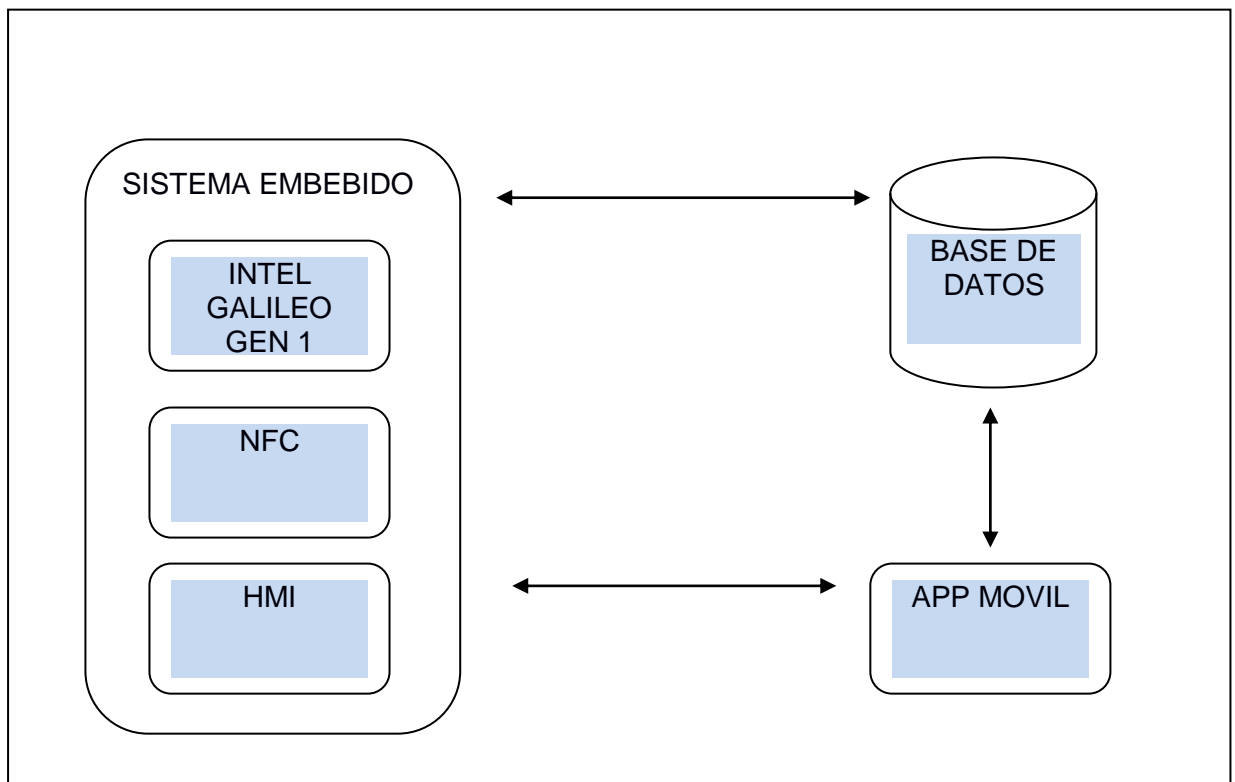 SISTEMA EMBEBIDO
INTEL
GALILEO
GEN 1
NFC
HMI
BASE DE
DATOS
APP MOVIL